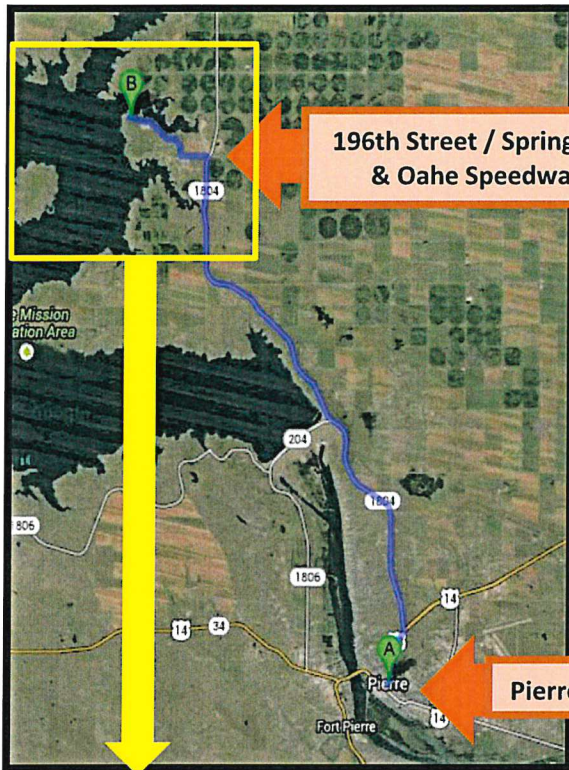 B
196th Street / Spring
& Oahe Speedwa
1804
e Mission
ation Area
204
1804
1806
1806
14
34
14
A
Pierre
Pierre
14
Fort Pierre